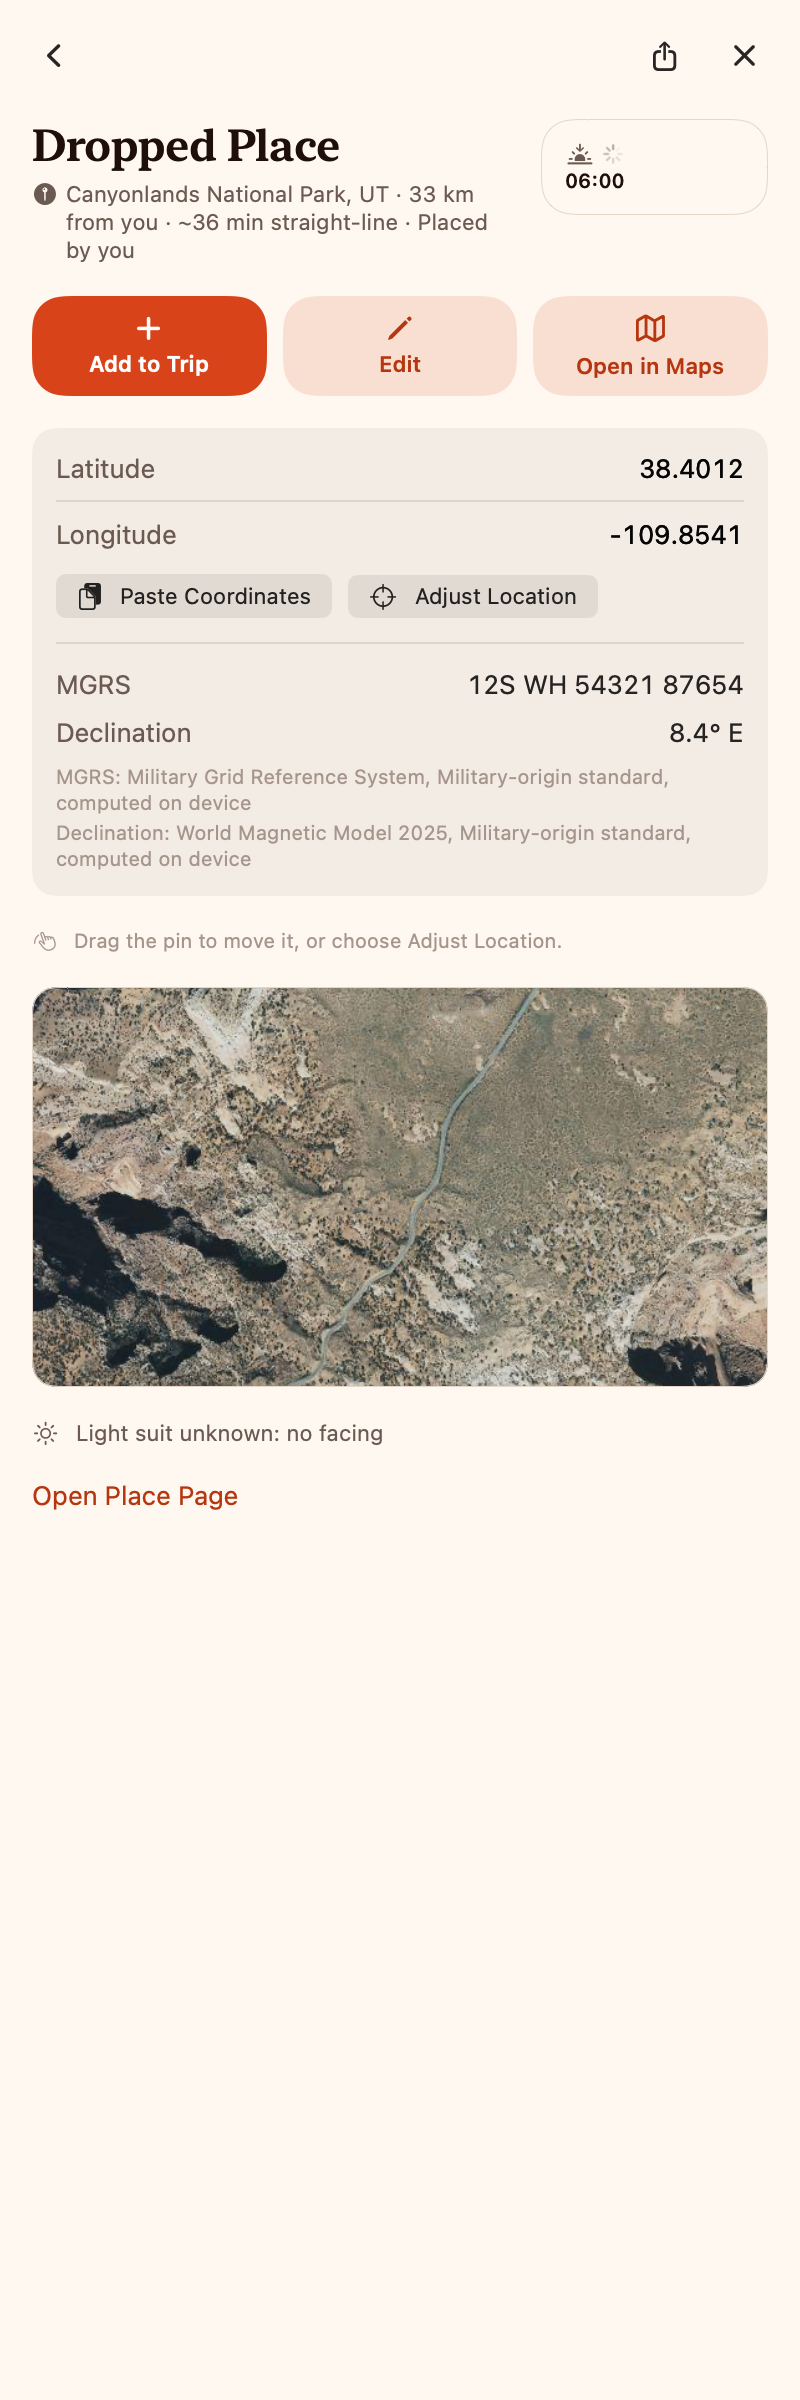 Dropped Place
Canyonlands National Park, UT · 33 km
from you · ~36 min straight-line · Placed
by you
06:00
Add to Trip
Edit
Open in Maps
Latitude
38.4012
Longitude
-109.8541
Paste Coordinates
Adjust Location
MGRS
12S WH 54321 87654
Declination
8.4° E
MGRS: Military Grid Reference System, Military-origin standard,
computed on device
Declination: World Magnetic Model 2025, Military-origin standard,
computed on device
Drag the pin to move it, or choose Adjust Location.
Light suit unknown: no facing
Open Place Page